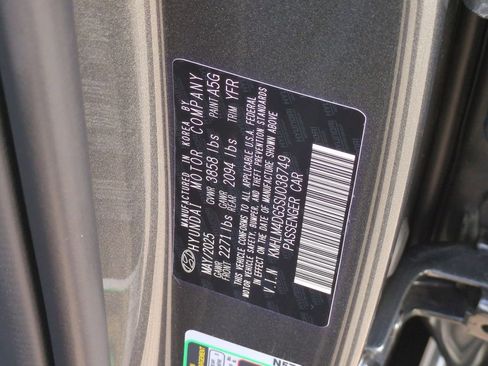 MANUFACTURED IN KOREA BY
HYUNDAI MOTOR COMPANY
MAY/2025 GVWR 3858 lbs PAINT A5G
GAWR FRONT 2271 lbs GAWR REAR 2094 lbs TRIM YFR
THIS VEHICLE CONFORMS TO ALL APPLICABLE U.S.A. FEDERAL
MOTOR VEHICLE SAFETY, BUMPER, AND THEFT PREVENTION STANDARDS
IN EFFECT ON THE DATE OF MANUFACTURE SHOWN ABOVE
V.I.N KMHLM4DG5SU038749
PASSENGER CAR